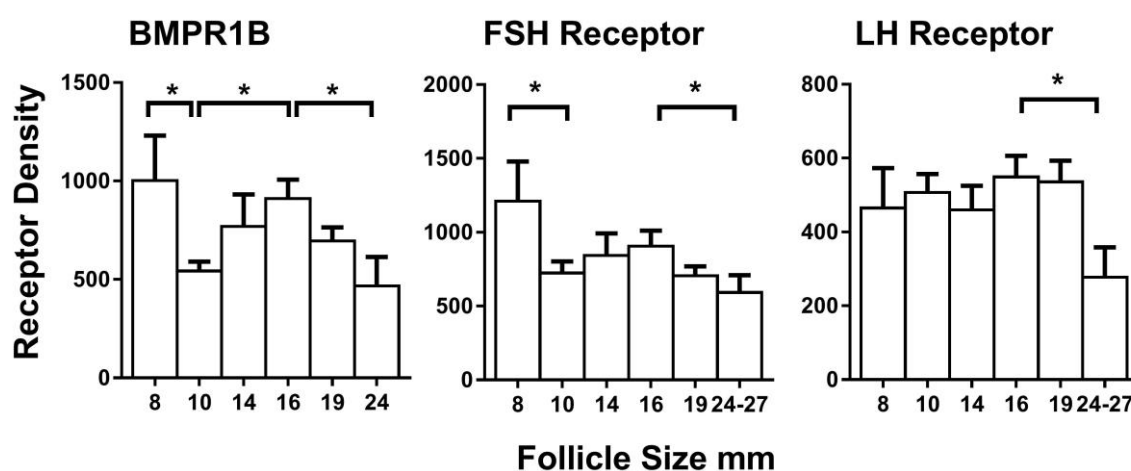 BMPR1B
FSH Receptor
LH Receptor
Receptor Density
1500
1000
500
0
* * *
8 10 14 16 19 24
2000
1500
1000
500
0
* *
8 10 14 16 19 24-27
800
600
400
200
0
*
8 10 14 16 19 24-27
Follicle Size mm